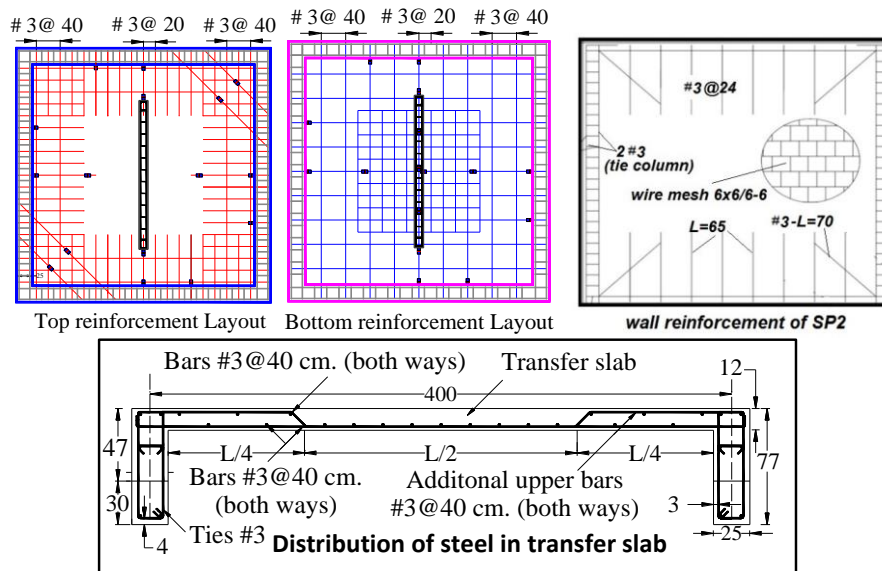 # 3@ 40
# 3@ 20
# 3@ 40
Top reinforcement Layout
# 3@ 40
# 3@ 20
# 3@ 40
Bottom reinforcement Layout
#3@24
2 #3
(tie column)
wire mesh 6x6/6-6
L=65
#3-L=70
wall reinforcement of SP2
Bars #3@40 cm. (both ways)
Transfer slab
12
400
47
L/4
L/2
L/4
77
Bars #3@40 cm.
(both ways)
Additonal upper bars
#3@40 cm. (both ways)
30
3
Ties #3
25
4
Distribution of steel in transfer slab